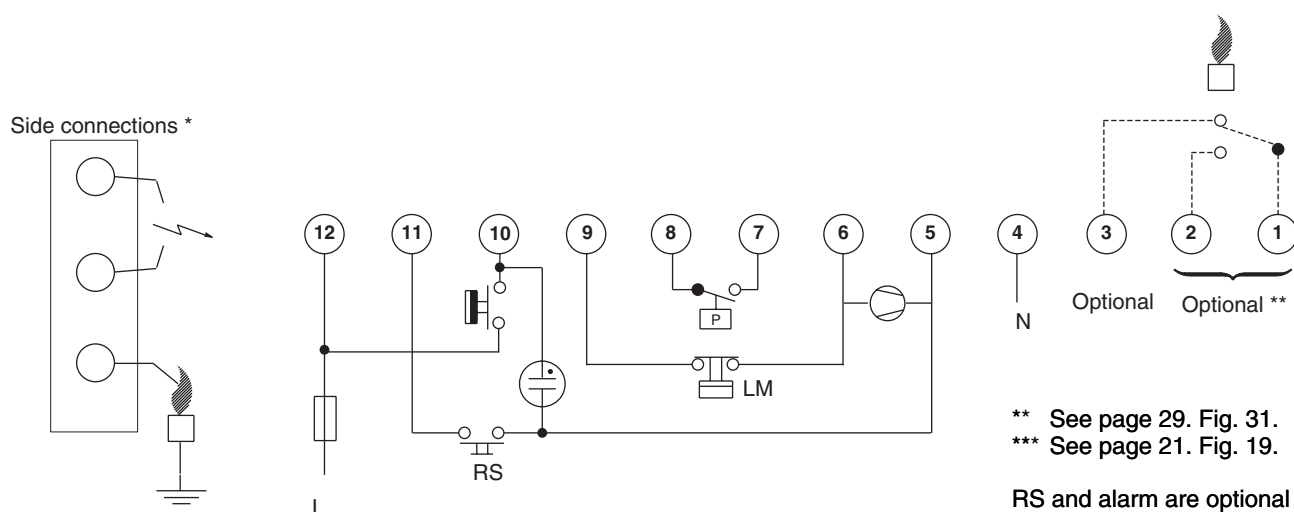 Side connections *
12 11 10 9 8 7 6 5 4 3 2 1
P
N
Optional Optional **
LM
RS
L
** See page 29. Fig. 31.
*** See page 21. Fig. 19.
RS and alarm are optional